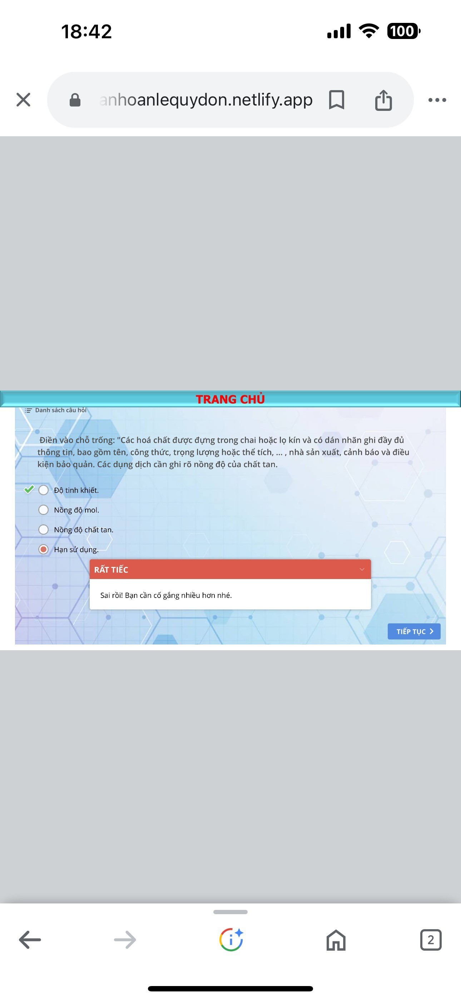 18:42
100
anhoanlequydon.netlify.app
TRANG CHỦ
Danh sách câu hỏi
Điền vào chỗ trống: "Các hoá chất được đựng trong chai hoặc lọ kín và có dán nhãn ghi đầy đủ
thông tin, bao gồm tên, công thức, trọng lượng hoặc thể tích, ... , nhà sản xuất, cảnh báo và điều
kiện bảo quản. Các dụng dịch cần ghi rõ nồng độ của chất tan.
Độ tinh khiết.
Nồng độ mol.
Nồng độ chất tan.
Hạn sử dụng.
RẤT TIẾC
Sai rồi! Bạn cần cố gắng nhiều hơn nhé.
TIẾP TỤC
2